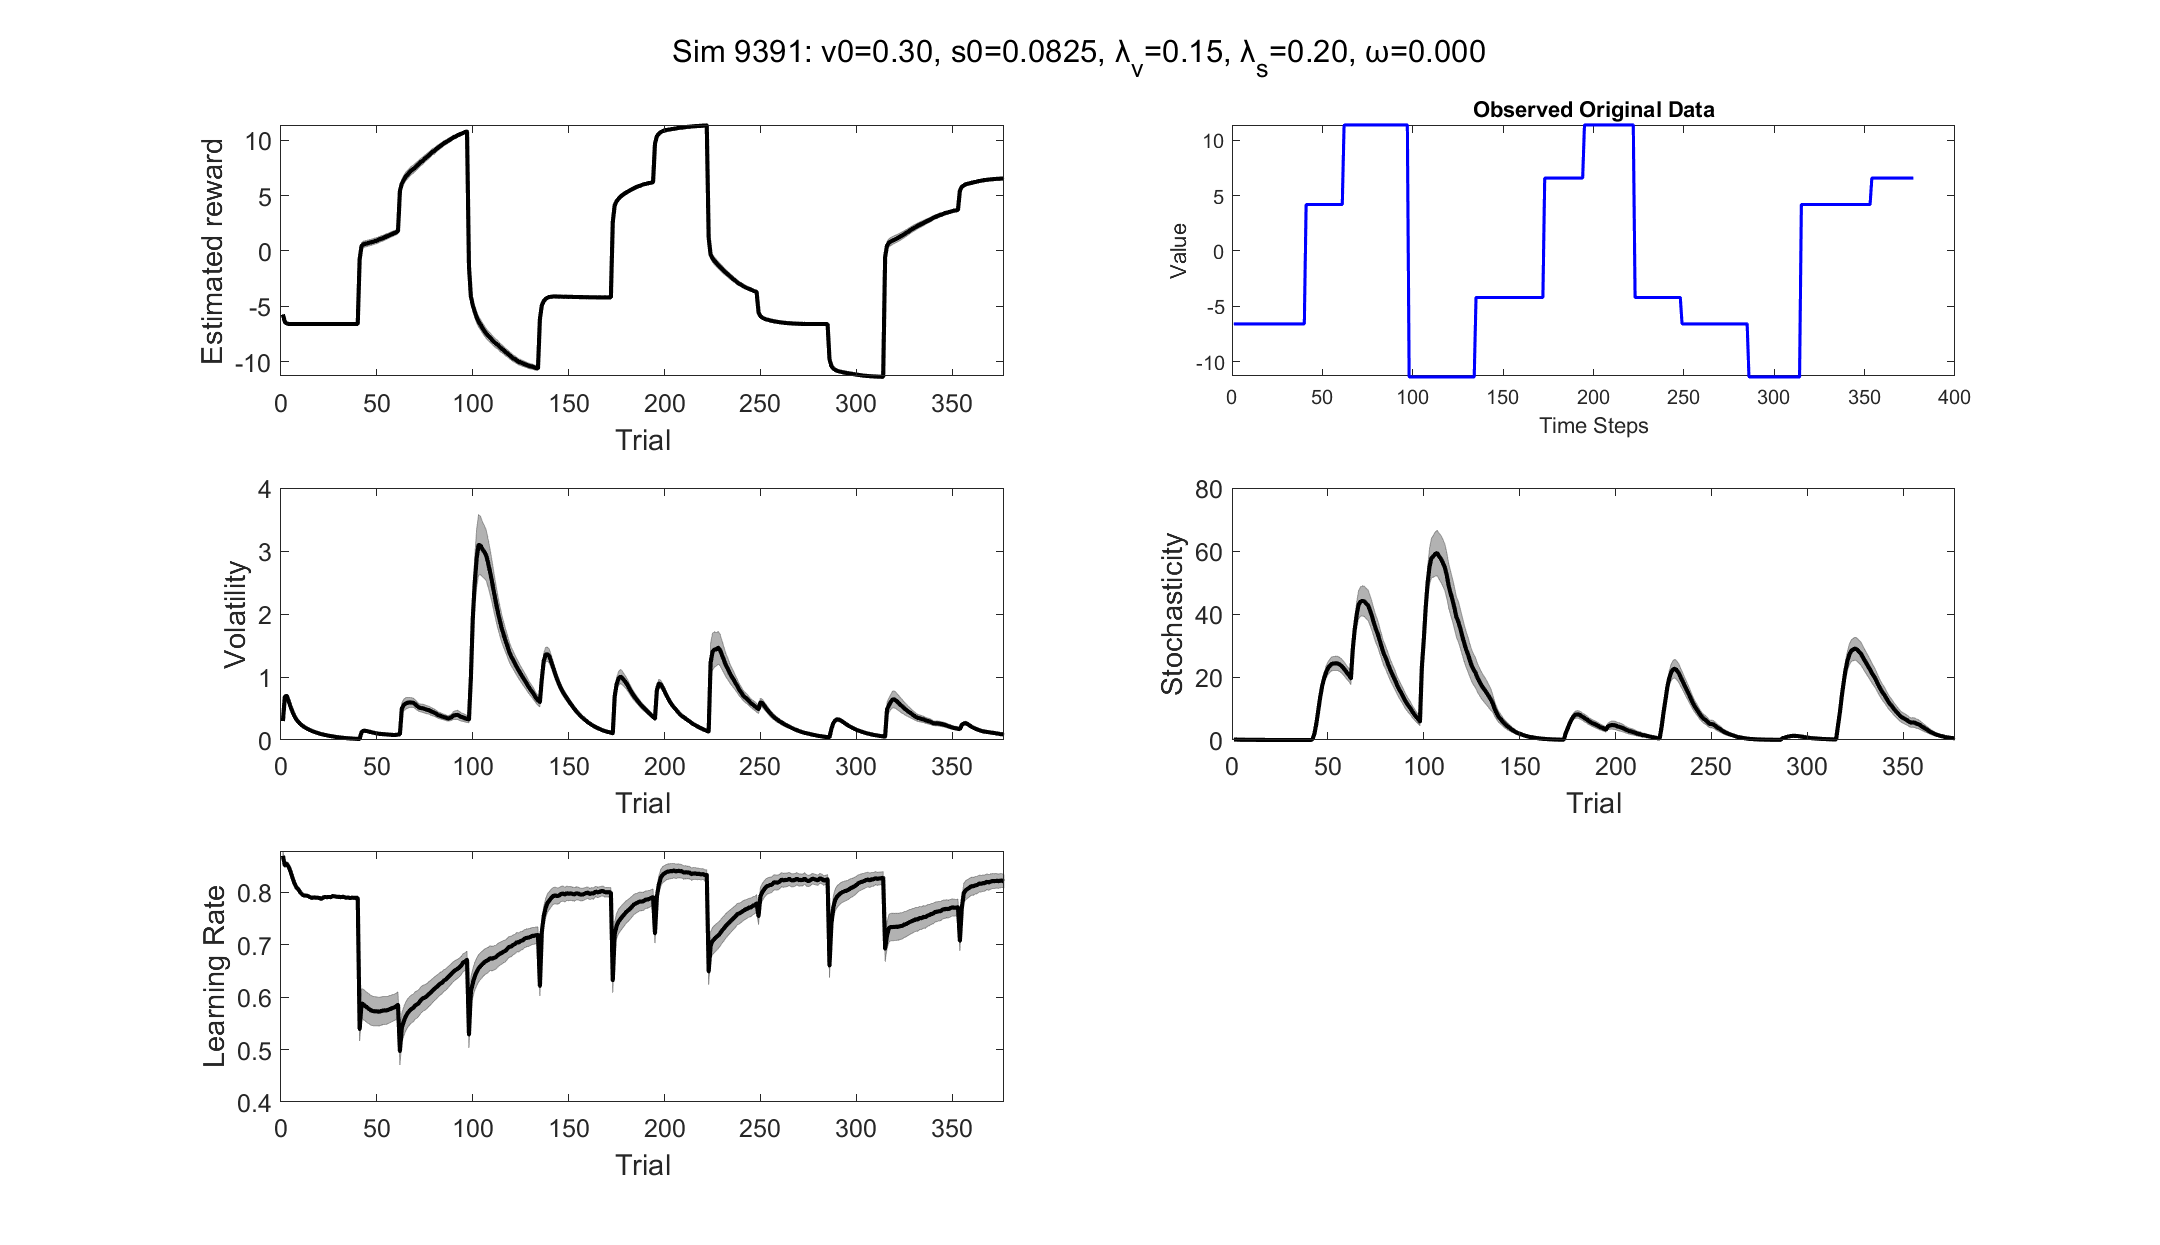 Sim 9391: v0=0.30, s0=0.0825, λv=0.15, λs=0.20, ω=0.000
Estimated reward
10
5
0
-5
-10
0 50 100 150 200 250 300 350
Trial
Observed Original Data
Value
10
5
0
-5
-10
0 50 100 150 200 250 300 350 400
Time Steps
Volatility
4
3
2
1
0
0 50 100 150 200 250 300 350
Trial
Stochasticity
80
60
40
20
0
0 50 100 150 200 250 300 350
Trial
Learning Rate
0.8
0.7
0.6
0.5
0.4
0 50 100 150 200 250 300 350
Trial